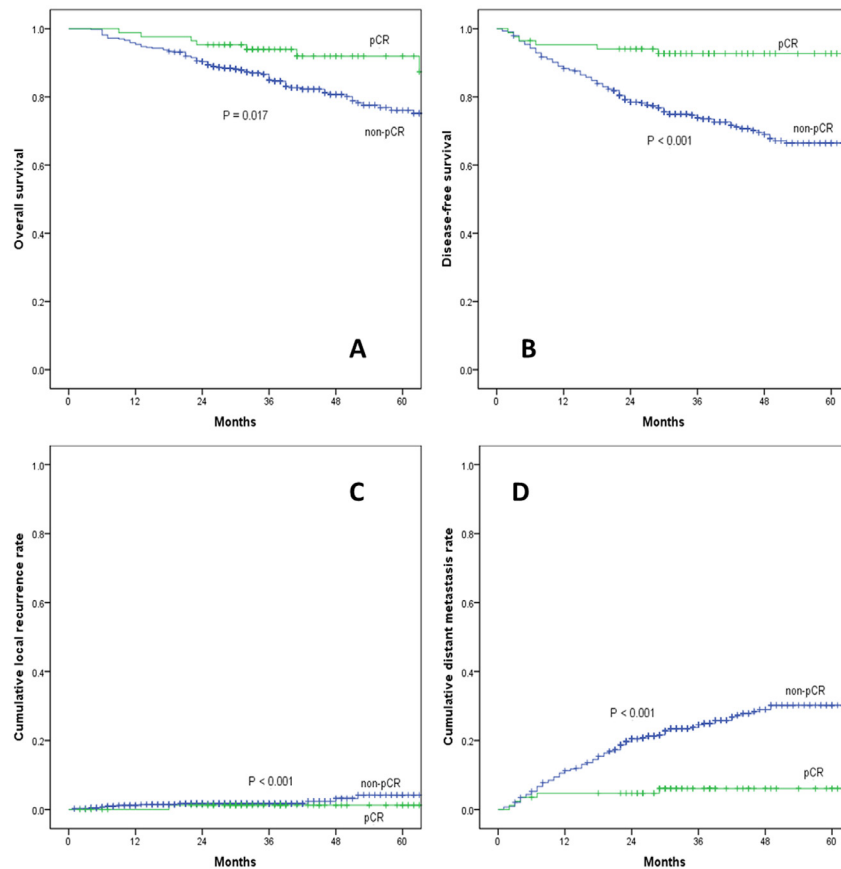 1.0
0.8
0.6
0.4
0.2
0.0
Overall survival
pCR
P = 0.017
non-pCR
A
0 24 36 48 60
Months
1.0
0.8
0.6
0.4
0.2
0.0
Disease-free survival
pCR
non-pCR
P < 0.001
B
0 12 24 36 48 60
Months
1.0
0.8
0.6
0.4
0.2
0.0
Cumulative local recurrence rate
C
P < 0.001
non-pCR
pCR
0 24 36 48 60
Months
1.0
0.8
0.6
0.4
0.2
0.0
Cumulative distant metastasis rate
D
non-pCR
P < 0.001
pCR
0 12 24 36 48 60
Months